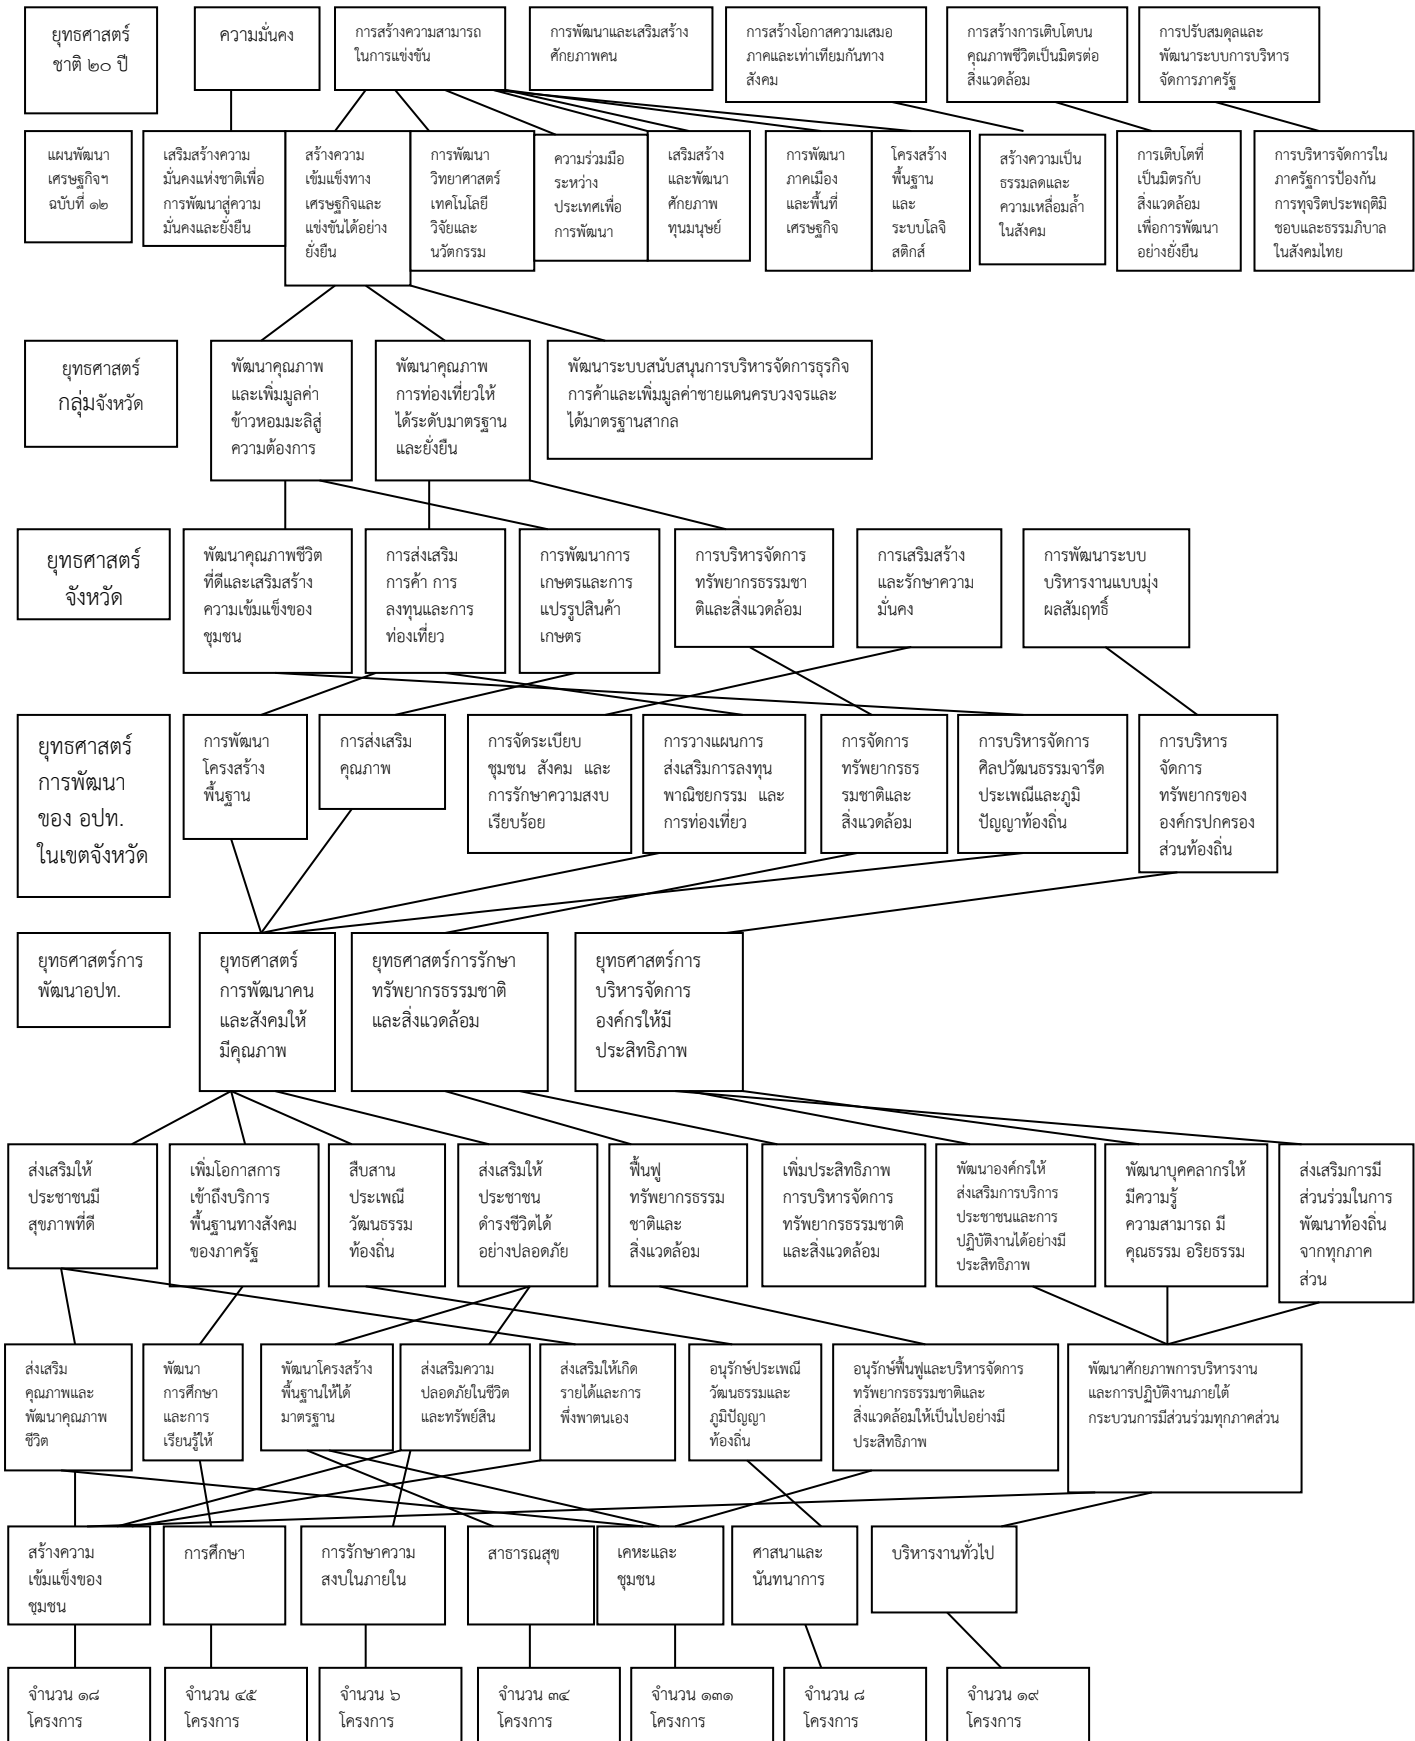 ยุทธศาสตร์
ชาติ ๒๐ ปี
ความมั่นคง
การสร้างความสามารถ
ในการแข่งขัน
การพัฒนาและเสริมสร้าง
ศักยภาพคน
การสร้างโอกาสความเสมอ
ภาคและเท่าเทียมกันทาง
สังคม
การสร้างการเติบโตบน
คุณภาพชีวิตเป็นมิตรต่อ
สิ่งแวดล้อม
การปรับสมดุลและ
พัฒนาระบบการบริหาร
จัดการภาครัฐ
แผนพัฒนา
เศรษฐกิจฯ
ฉบับที่ ๑๒
เสริมสร้างความ
มั่นคงแห่งชาติเพื่อ
การพัฒนาสู่ความ
มั่นคงและยั่งยืน
สร้างความ
เข้มแข็งทาง
เศรษฐกิจและ
แข่งขันได้อย่าง
ยั่งยืน
การพัฒนา
วิทยาศาสตร์
เทคโนโลยี
วิจัยและ
นวัตกรรม
ความร่วมมือ
ระหว่าง
ประเทศเพื่อ
การพัฒนา
เสริมสร้าง
และพัฒนา
ศักยภาพ
ทุนมนุษย์
การพัฒนา
ภาคเมือง
และพื้นที่
เศรษฐกิจ
โครงสร้าง
พื้นฐาน
และ
ระบบโลจิ
สติกส์
สร้างความเป็น
ธรรมลดและ
ความเหลื่อมล้ำ
ในสังคม
การเติบโตที่
เป็นมิตรกับ
สิ่งแวดล้อม
เพื่อการพัฒนา
อย่างยั่งยืน
การบริหารจัดการใน
ภาครัฐการป้องกัน
การทุจริตประพฤติมิ
ชอบและธรรมภิบาล
ในสังคมไทย
ยุทธศาสตร์
กลุ่มจังหวัด
พัฒนาคุณภาพ
และเพิ่มมูลค่า
ข้าวหอมมะลิสู่
ความต้องการ
พัฒนาคุณภาพ
การท่องเที่ยวให้
ได้ระดับมาตรฐาน
และยั่งยืน
พัฒนาระบบสนับสนุนการบริหารจัดการธุรกิจ
การค้าและเพิ่มมูลค่าชายแดนครบวงจรและ
ได้มาตรฐานสากล
ยุทธศาสตร์
จังหวัด
พัฒนาคุณภาพชีวิต
ที่ดีและเสริมสร้าง
ความเข้มแข็งของ
ชุมชน
การส่งเสริม
การค้า การ
ลงทุนและการ
ท่องเที่ยว
การพัฒนาการ
เกษตรและการ
แปรรูปสินค้า
เกษตร
การบริหารจัดการ
ทรัพยากรธรรมชา
ติและสิ่งแวดล้อม
การเสริมสร้าง
และรักษาความ
มั่นคง
การพัฒนาระบบ
บริหารงานแบบมุ่ง
ผลสัมฤทธิ์
ยุทธศาสตร์
การพัฒนา
ของ อปท.
ในเขตจังหวัด
การพัฒนา
โครงสร้าง
พื้นฐาน
การส่งเสริม
คุณภาพ
การจัดระเบียบ
ชุมชน สังคม และ
การรักษาความสงบ
เรียบร้อย
การวางแผนการ
ส่งเสริมการลงทุน
พาณิชยกรรม และ
การท่องเที่ยว
การจัดการ
ทรัพยากรธร
รมชาติและ
สิ่งแวดล้อม
การบริหารจัดการ
ศิลปวัฒนธรรมจารีต
ประเพณีและภูมิ
ปัญญาท้องถิ่น
การบริหาร
จัดการ
ทรัพยากรของ
องค์กรปกครอง
ส่วนท้องถิ่น
ยุทธศาสตร์การ
พัฒนาอปท.
ยุทธศาสตร์
การพัฒนาคน
และสังคมให้
มีคุณภาพ
ยุทธศาสตร์การรักษา
ทรัพยากรธรรมชาติ
และสิ่งแวดล้อม
ยุทธศาสตร์การ
บริหารจัดการ
องค์กรให้มี
ประสิทธิภาพ
ส่งเสริมให้
ประชาชนมี
สุขภาพที่ดี
เพิ่มโอกาสการ
เข้าถึงบริการ
พื้นฐานทางสังคม
ของภาครัฐ
สืบสาน
ประเพณี
วัฒนธรรม
ท้องถิ่น
ส่งเสริมให้
ประชาชน
ดำรงชีวิตได้
อย่างปลอดภัย
ฟื้นฟู
ทรัพยากรธรรม
ชาติและ
สิ่งแวดล้อม
เพิ่มประสิทธิภาพ
การบริหารจัดการ
ทรัพยากรธรรมชาติ
และสิ่งแวดล้อม
พัฒนาองค์กรให้
ส่งเสริมการบริการ
ประชาชนและการ
ปฏิบัติงานได้อย่างมี
ประสิทธิภาพ
พัฒนาบุคคลากรให้
มีความรู้
ความสามารถ มี
คุณธรรม อริยธรรม
ส่งเสริมการมี
ส่วนร่วมในการ
พัฒนาท้องถิ่น
จากทุกภาค
ส่วน
ส่งเสริม
คุณภาพและ
พัฒนาคุณภาพ
ชีวิต
พัฒนา
การศึกษา
และการ
เรียนรู้ให้
พัฒนาโครงสร้าง
พื้นฐานให้ได้
มาตรฐาน
ส่งเสริมความ
ปลอดภัยในชีวิต
และทรัพย์สิน
ส่งเสริมให้เกิด
รายได้และการ
พึ่งพาตนเอง
อนุรักษ์ประเพณี
วัฒนธรรมและ
ภูมิปัญญา
ท้องถิ่น
อนุรักษ์ฟื้นฟูและบริหารจัดการ
ทรัพยากรธรรมชาติและ
สิ่งแวดล้อมให้เป็นไปอย่างมี
ประสิทธิภาพ
พัฒนาศักยภาพการบริหารงาน
และการปฏิบัติงานภายใต้
กระบวนการมีส่วนร่วมทุกภาคส่วน
สร้างความ
เข้มแข็งของ
ชุมชน
การศึกษา
การรักษาความ
สงบในภายใน
สาธารณสุข
เคหะและ
ชุมชน
ศาสนาและ
นันทนาการ
บริหารงานทั่วไป
จำนวน ๑๘
โครงการ
จำนวน ๔๕
โครงการ
จำนวน ๖
โครงการ
จำนวน ๓๔
โครงการ
จำนวน ๑๓๑
โครงการ
จำนวน ๘
โครงการ
จำนวน ๑๙
โครงการ